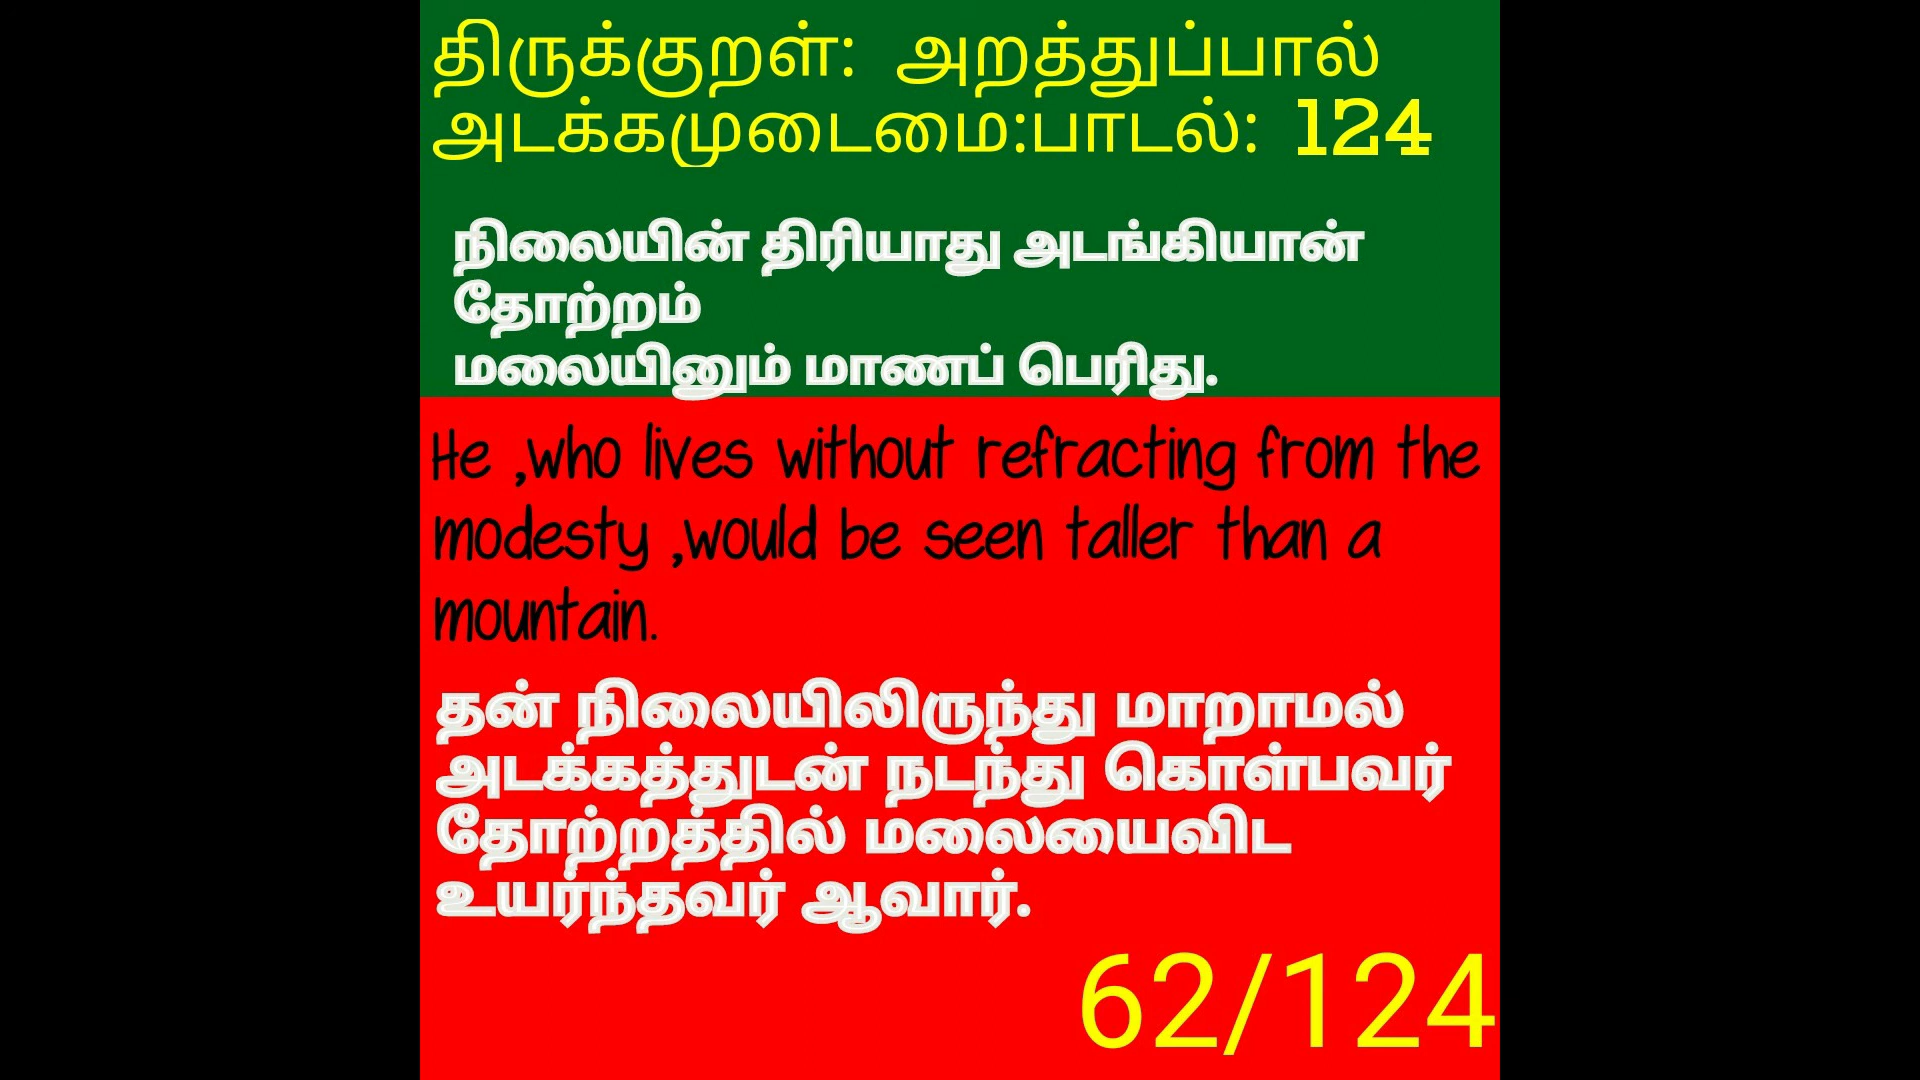 திருக்குறள்: அறத்துப்பால்
அடக்கமுடைமை:பாடல்: 124
நிலையின் திரியாது அடங்கியான்
தோற்றம்
மலையினும் மாணப் பெரிது.
He ,who lives without refracting from the
modesty ,would be seen taller than a
mountain.
தன் நிலையிலிருந்து மாறாமல்
அடக்கத்துடன் நடந்து கொள்பவர்
தோற்றத்தில் மலையைவிட
உயர்ந்தவர் ஆவார்.
62/124